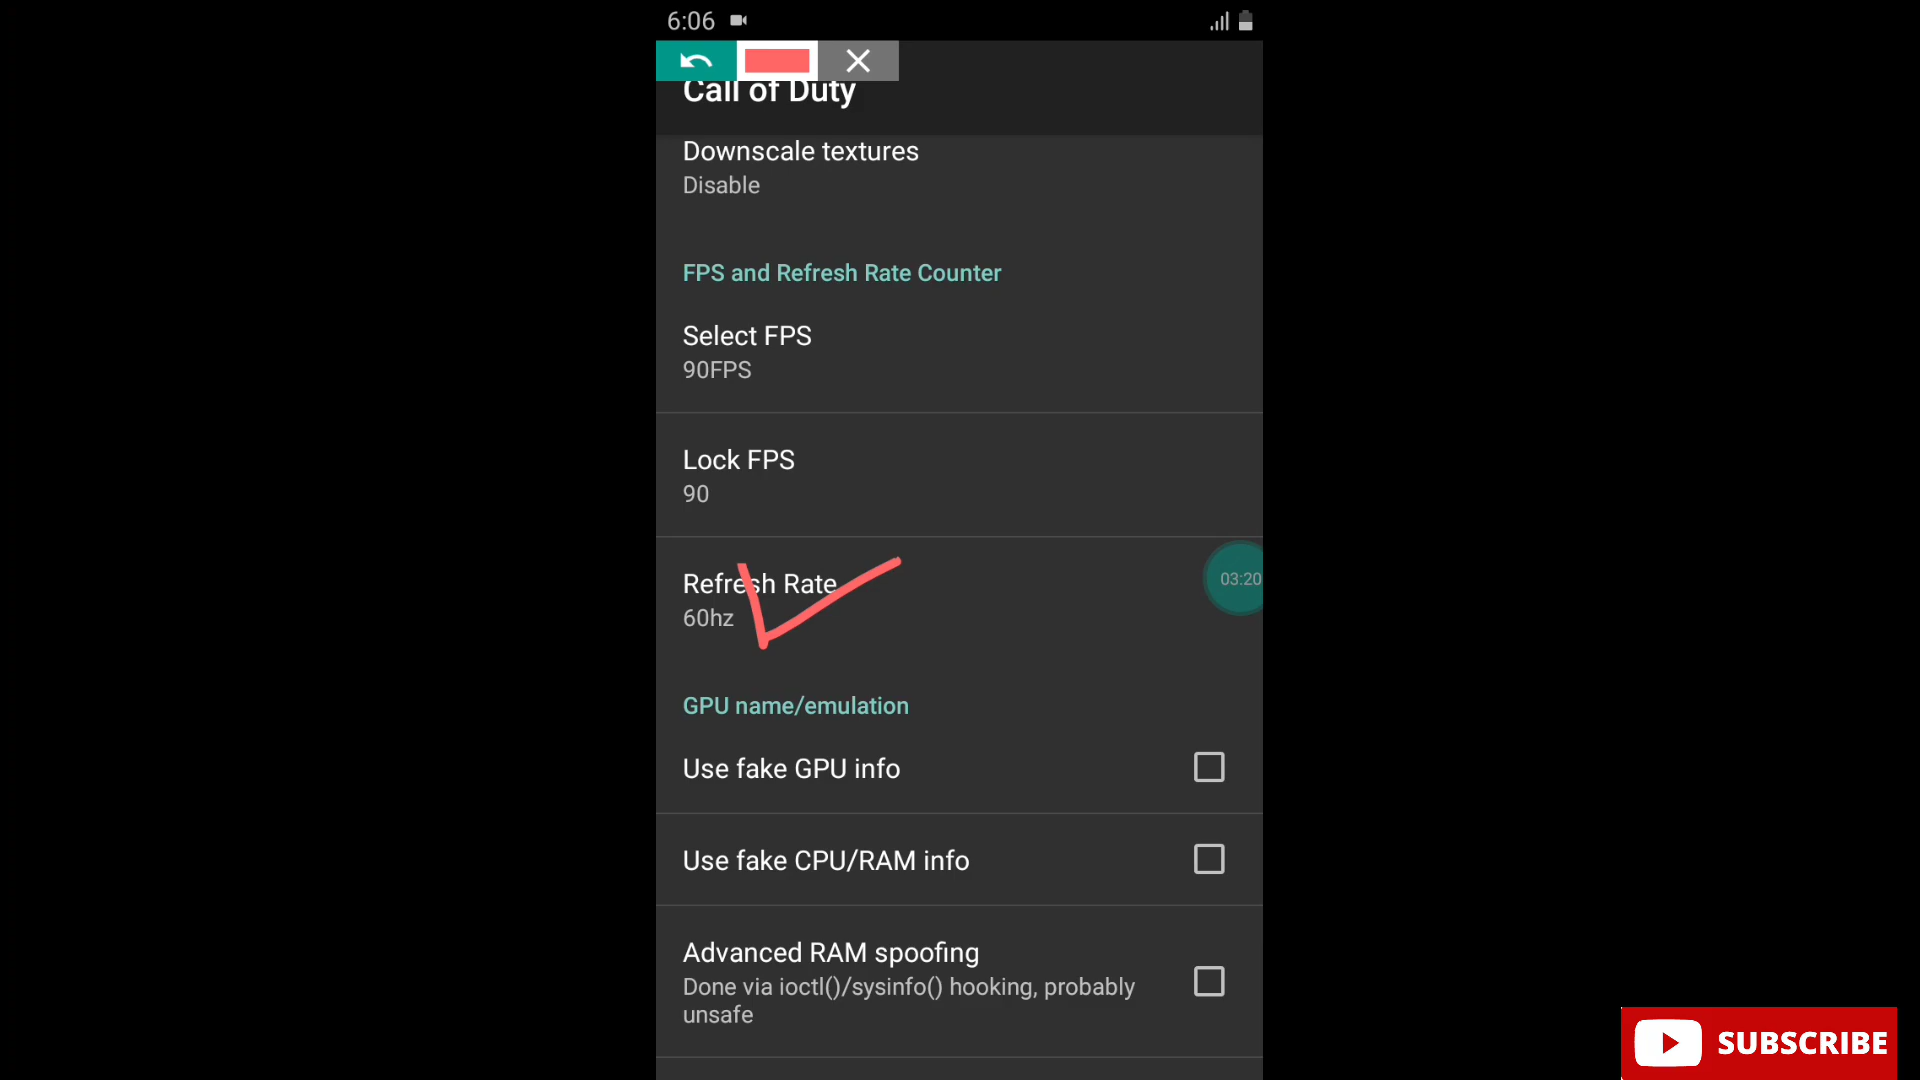 6:06
Call of Duty
Downscale textures
Disable
FPS and Refresh Rate Counter
Select FPS
90FPS
Lock FPS
90
Refresh Rate
60hz
03:20
GPU name/emulation
Use fake GPU info
Use fake CPU/RAM info
Advanced RAM spoofing
Done via ioctl()/sysinfo() hooking, probably
unsafe
SUBSCRIBE